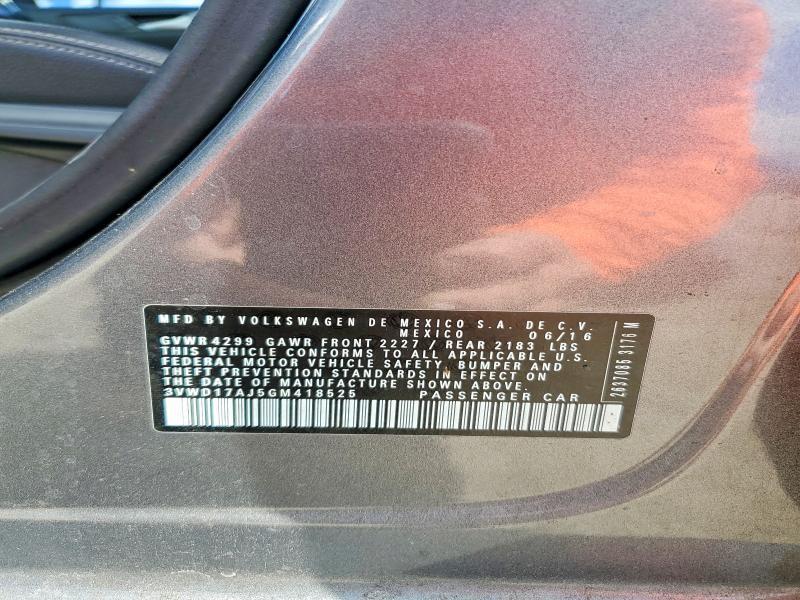 MFD BY VOLKSWAGEN DE MEXICO S.A. DE C.V.
MEXICO 06/16
GVWR 4299 GAWR FRONT 2227 / REAR 2183 LBS
THIS VEHICLE CONFORMS TO ALL APPLICABLE U.S.
FEDERAL MOTOR VEHICLE SAFETY, BUMPER AND
THEFT PREVENTION STANDARDS IN EFFECT ON
THE DATE OF MANUFACTURE SHOWN ABOVE.
3VWD17AJ5GM418525 PASSENGER CAR
2637085 3176 M